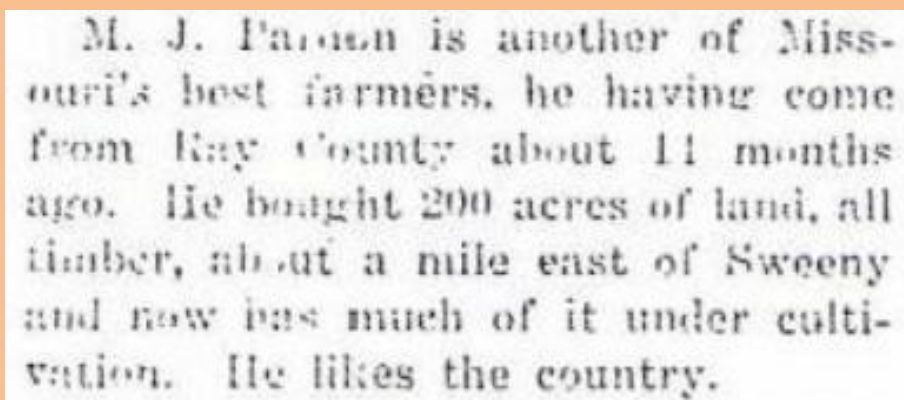 M. J. is another of Miss-
ouri's best farmers, he having come
from Ray County about 11 months
ago. He bought 200 acres of land, all
timber, about a mile east of Sweeny
and now has much of it under culti-
vation. He likes the country.